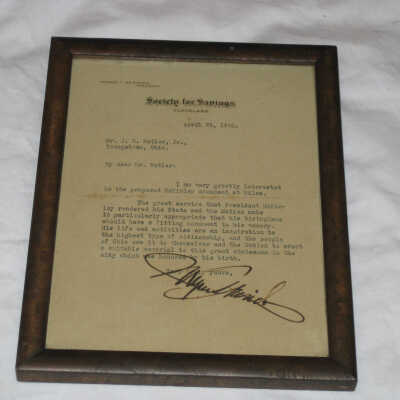 Society for Savings
CLEVELAND
Mr. J. G. Butler, Jr.,
Youngstown, Ohio.
My dear Mr. Butler:
I am very greatly interested
in the proposed McKinley monument at Niles.
The great service that President McKin-
ley rendered his State and the Nation make
it particularly appropriate that his birthplace
should have a fitting monument to his memory.
His life and activities are an inspiration to
the highest type of citizenship, and the people
of Ohio owe it to themselves and the Nation to erect
a suitable memorial to this great statesman in the
city which was honored by his birth.
yours,